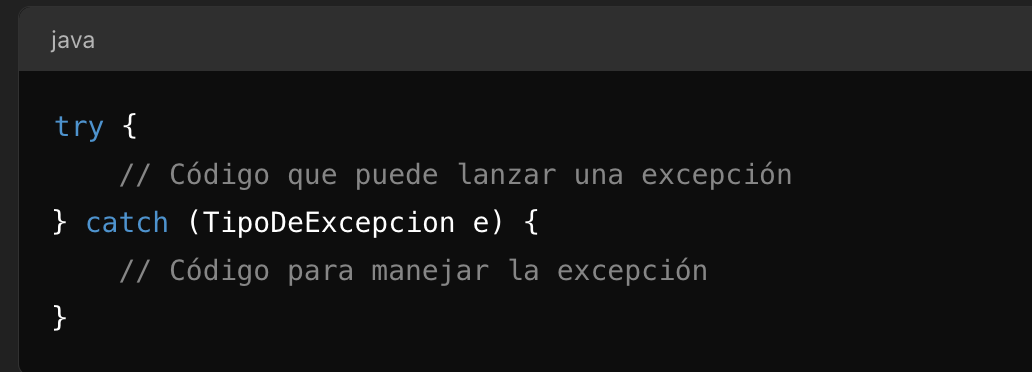 java
try {
    // Código que puede lanzar una excepción
} catch (TipoDeExcepcion e) {
    // Código para manejar la excepción
}